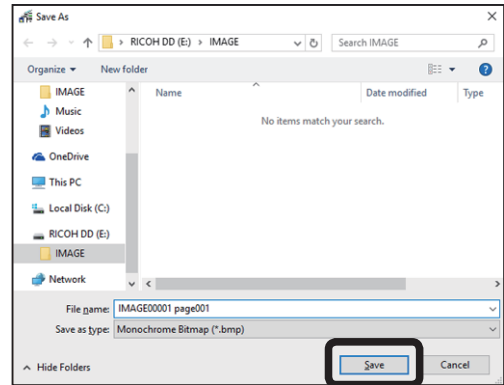 Save As
RICOH DD (E:) › IMAGE
Search IMAGE
Organize
New folder
IMAGE
Music
Videos
OneDrive
This PC
Local Disk (C:)
RICOH DD (E:)
IMAGE
Network
Name
Date modified
Type
No items match your search.
File name: IMAGE00001 page001
Save as type: Monochrome Bitmap (*.bmp)
Hide Folders
Save
Cancel